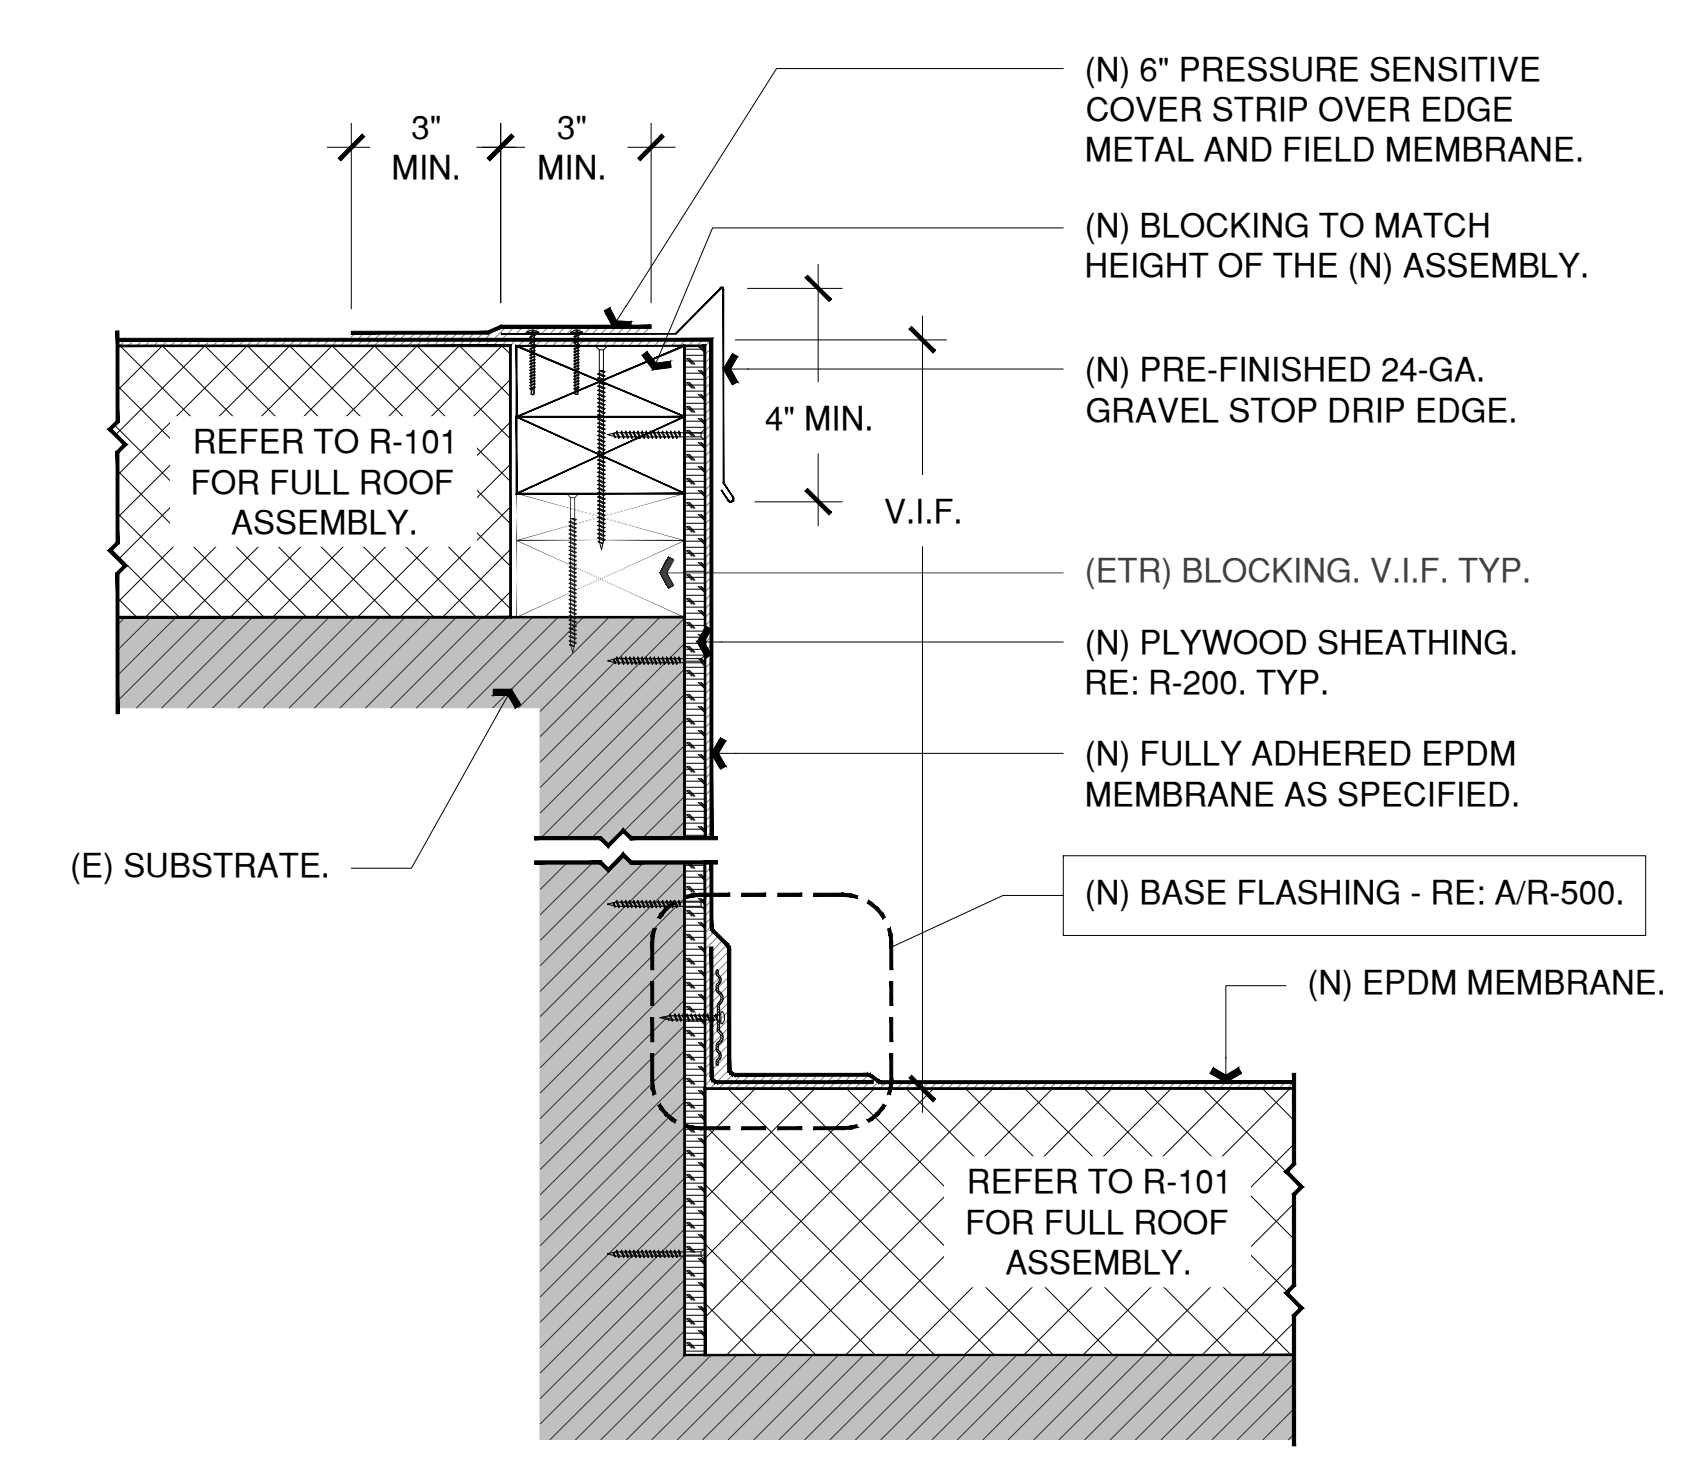 (N) 6" PRESSURE SENSITIVE
COVER STRIP OVER EDGE
METAL AND FIELD MEMBRANE.
3"
MIN.
3"
MIN.
(N) BLOCKING TO MATCH
HEIGHT OF THE (N) ASSEMBLY.
(N) PRE-FINISHED 24-GA.
GRAVEL STOP DRIP EDGE.
4" MIN.
REFER TO R-101
FOR FULL ROOF
ASSEMBLY.
V.I.F.
(ETR) BLOCKING. V.I.F. TYP.
(N) PLYWOOD SHEATHING.
RE: R-200. TYP.
(N) FULLY ADHERED EPDM
MEMBRANE AS SPECIFIED.
(E) SUBSTRATE.
(N) BASE FLASHING - RE: A/R-500.
(N) EPDM MEMBRANE.
REFER TO R-101
FOR FULL ROOF
ASSEMBLY.